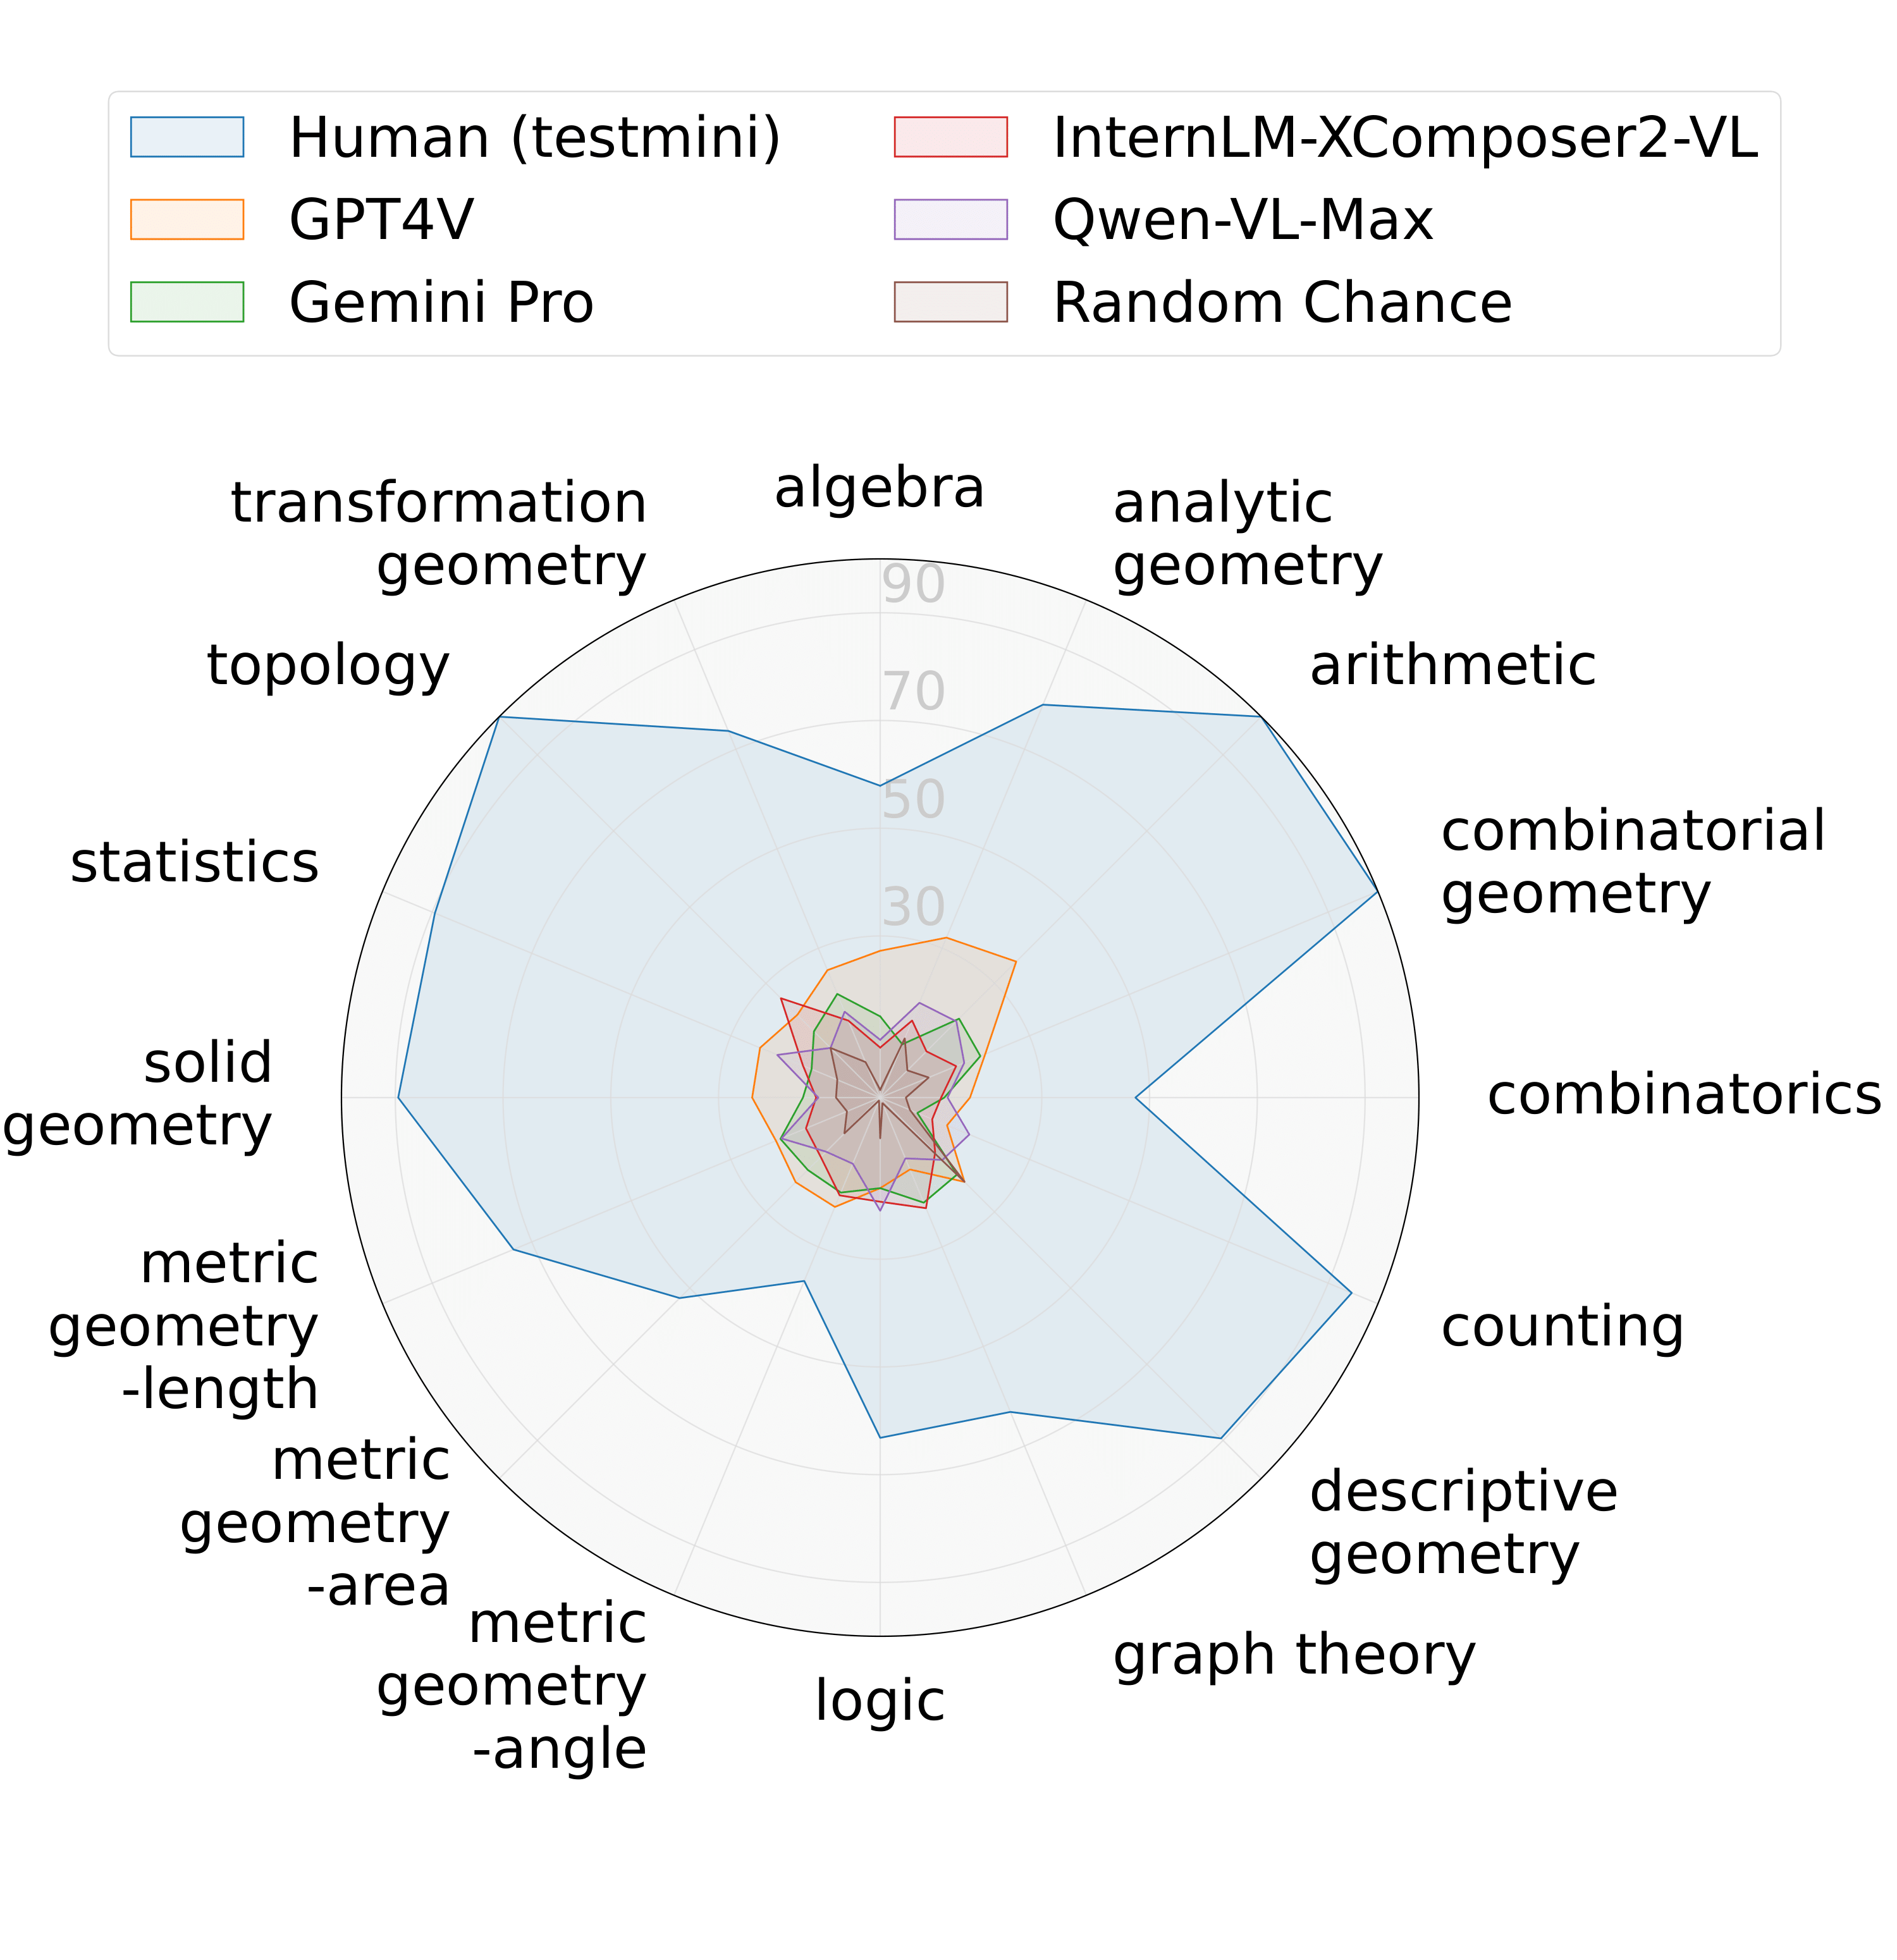 Human (testmini)
GPT4V
Gemini Pro
InternLM-XComposer2-VL
Qwen-VL-Max
Random Chance
algebra
analytic
geometry
arithmetic
combinatorial
geometry
combinatorics
counting
descriptive
geometry
graph theory
logic
metric
geometry
-angle
metric
geometry
-area
metric
geometry
-length
solid
geometry
statistics
topology
transformation
geometry
90
70
50
30